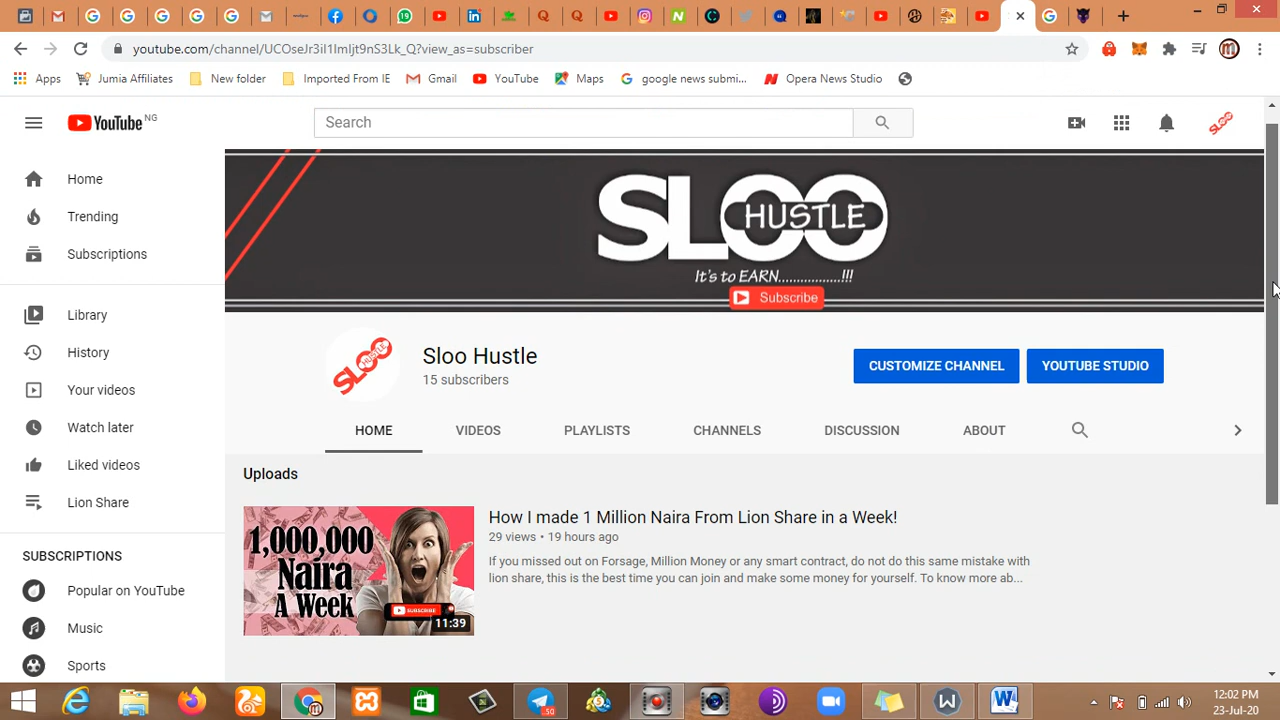 youtube.com/channel/UCOseJr3iI1lmIjt9nS3Lk_Q?view_as=subscriber
Apps Jumia Affiliates New folder Imported From IE Gmail YouTube Maps google news submi... Opera News Studio
YouTube NG
Search
Home
Trending
Subscriptions
Library
History
Your videos
Watch later
Liked videos
Lion Share
SUBSCRIPTIONS
Popular on YouTube
Music
Sports
SLOO HUSTLE
It's to EARN................!!!
Subscribe
SLOO HUSTLE
Sloo Hustle
15 subscribers
CUSTOMIZE CHANNEL YOUTUBE STUDIO
HOME VIDEOS PLAYLISTS CHANNELS DISCUSSION ABOUT
Uploads
1,000,000
Naira
A Week
SUBSCRIBE
11:39
How I made 1 Million Naira From Lion Share in a Week!
29 views • 19 hours ago
If you missed out on Forsage, Million Money or any smart contract, do not do this same mistake with
lion share, this is the best time you can join and make some money for yourself. To know more ab...
50
12:02 PM
23-Jul-20